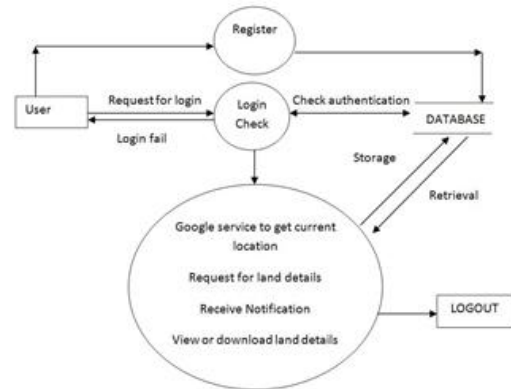 Register
User
Request for login
Login fail
Login
Check
Check authentication
DATABASE
Storage
Retrieval
Google service to get current
location
Request for land details
Receive Notification
View or download land details
LOGOUT